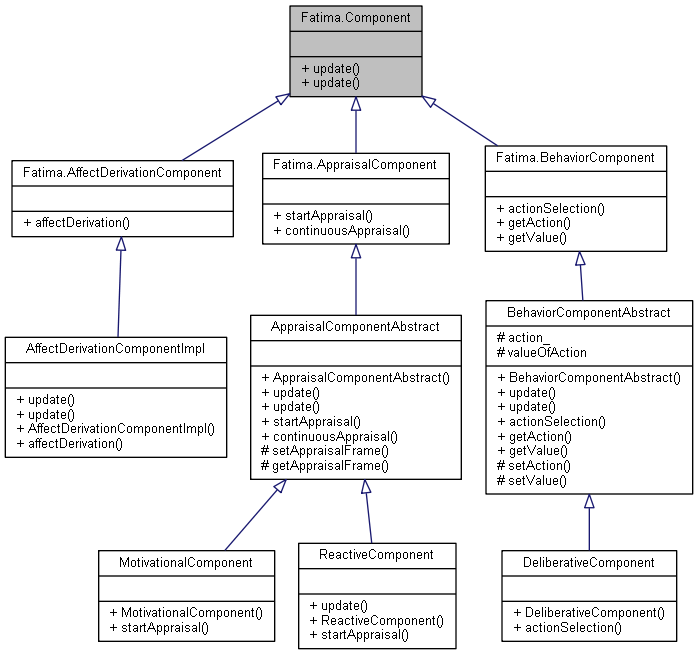 Fatima.Component
+ update()
+ update()
Fatima.AffectDerivationComponent
+ affectDerivation()
Fatima.AppraisalComponent
+ startAppraisal()
+ continuousAppraisal()
Fatima.BehaviorComponent
+ actionSelection()
+ getAction()
+ getValue()
AffectDerivationComponentImpl
+ update()
+ update()
+ AffectDerivationComponentImpl()
+ affectDerivation()
AppraisalComponentAbstract
+ AppraisalComponentAbstract()
+ update()
+ update()
+ startAppraisal()
+ continuousAppraisal()
# setAppraisalFrame()
# getAppraisalFrame()
BehaviorComponentAbstract
# action_
# valueOfAction
+ BehaviorComponentAbstract()
+ update()
+ update()
+ actionSelection()
+ getAction()
+ getValue()
# setAction()
# setValue()
MotivationalComponent
+ MotivationalComponent()
+ startAppraisal()
ReactiveComponent
+ update()
+ ReactiveComponent()
+ startAppraisal()
DeliberativeComponent
+ DeliberativeComponent()
+ actionSelection()